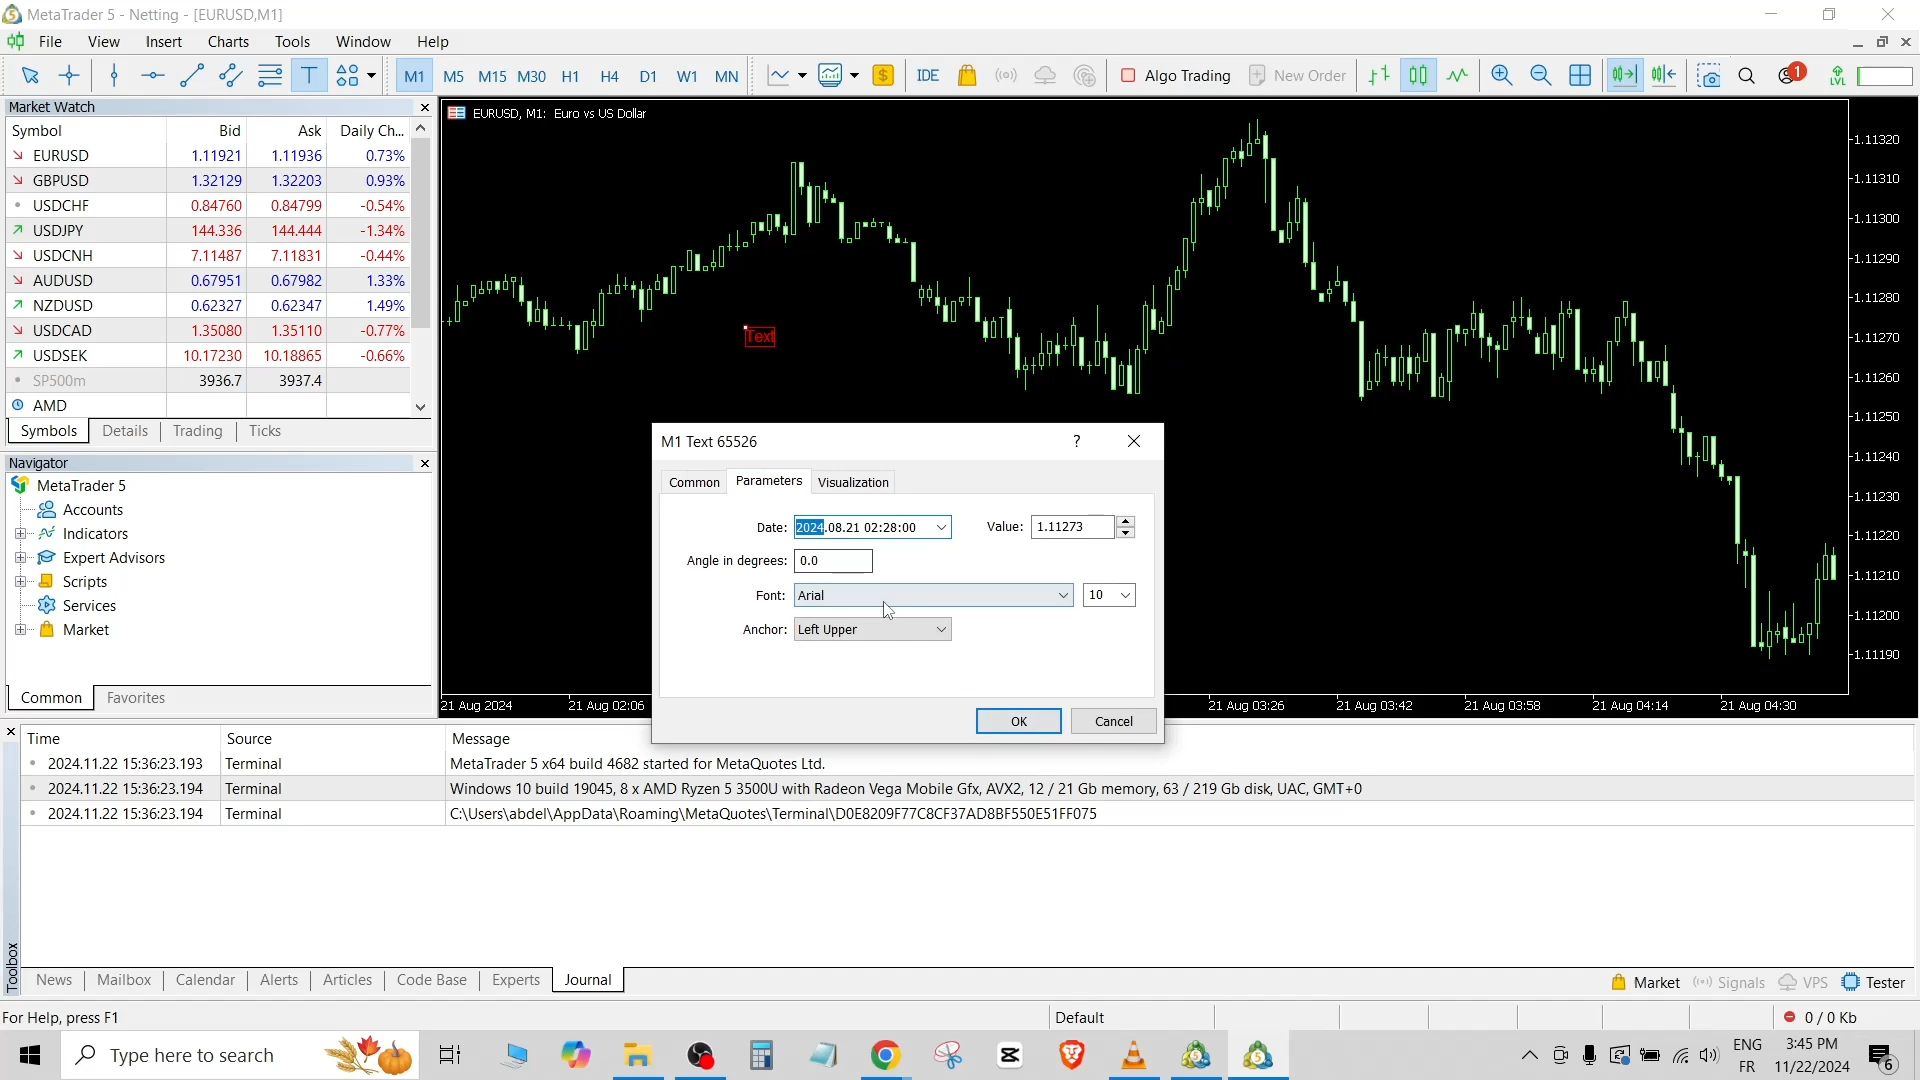 MetaTrader 5 - Netting - [EURUSD,M1]
File View Insert Charts Tools Window Help
M1 M5 M15 M30 H1 H4 D1 W1 MN IDE Algo Trading New Order 1 LVL
Market Watch
Symbol Bid Ask Daily Ch...
EURUSD 1.11921 1.11936 0.73%
GBPUSD 1.32129 1.32203 0.93%
USDCHF 0.84760 0.84799 -0.54%
USDJPY 144.336 144.444 -1.34%
USDCNH 7.11487 7.11831 -0.44%
AUDUSD 0.67951 0.67982 1.33%
NZDUSD 0.62327 0.62347 1.49%
USDCAD 1.35080 1.35110 -0.77%
USDSEK 10.17230 10.18865 -0.66%
SP500m 3936.7 3937.4
AMD
Symbols Details Trading Ticks
Navigator
MetaTrader 5
Accounts
Indicators
Expert Advisors
Scripts
Services
Market
Common Favorites
EURUSD, M1: Euro vs US Dollar
Text
1.11320
1.11310
1.11300
1.11290
1.11280
1.11270
1.11260
1.11250
1.11240
1.11230
1.11220
1.11210
1.11200
1.11190
21 Aug 2024 21 Aug 02:06 21 Aug 03:26 21 Aug 03:42 21 Aug 03:58 21 Aug 04:14 21 Aug 04:30
M1 Text 65526 ?
Common Parameters Visualization
Date: 2024.08.21 02:28:00 Value: 1.11273
Angle in degrees: 0.0
Font: Arial 10
Anchor: Left Upper
OK Cancel
Time Source Message
2024.11.22 15:36:23.193 Terminal MetaTrader 5 x64 build 4682 started for MetaQuotes Ltd.
2024.11.22 15:36:23.194 Terminal Windows 10 build 19045, 8 x AMD Ryzen 5 3500U with Radeon Vega Mobile Gfx, AVX2, 12 / 21 Gb memory, 63 / 219 Gb disk, UAC, GMT+0
2024.11.22 15:36:23.194 Terminal C:\Users\abdel\AppData\Roaming\MetaQuotes\Terminal\D0E8209F77C8CF37AD8BF550E51FF075
Toolbox
News Mailbox Calendar Alerts Articles Code Base Experts Journal
Market Signals VPS Tester
For Help, press F1 Default 0 / 0 Kb
Type here to search
ENG 3:45 PM
FR 11/22/2024 6